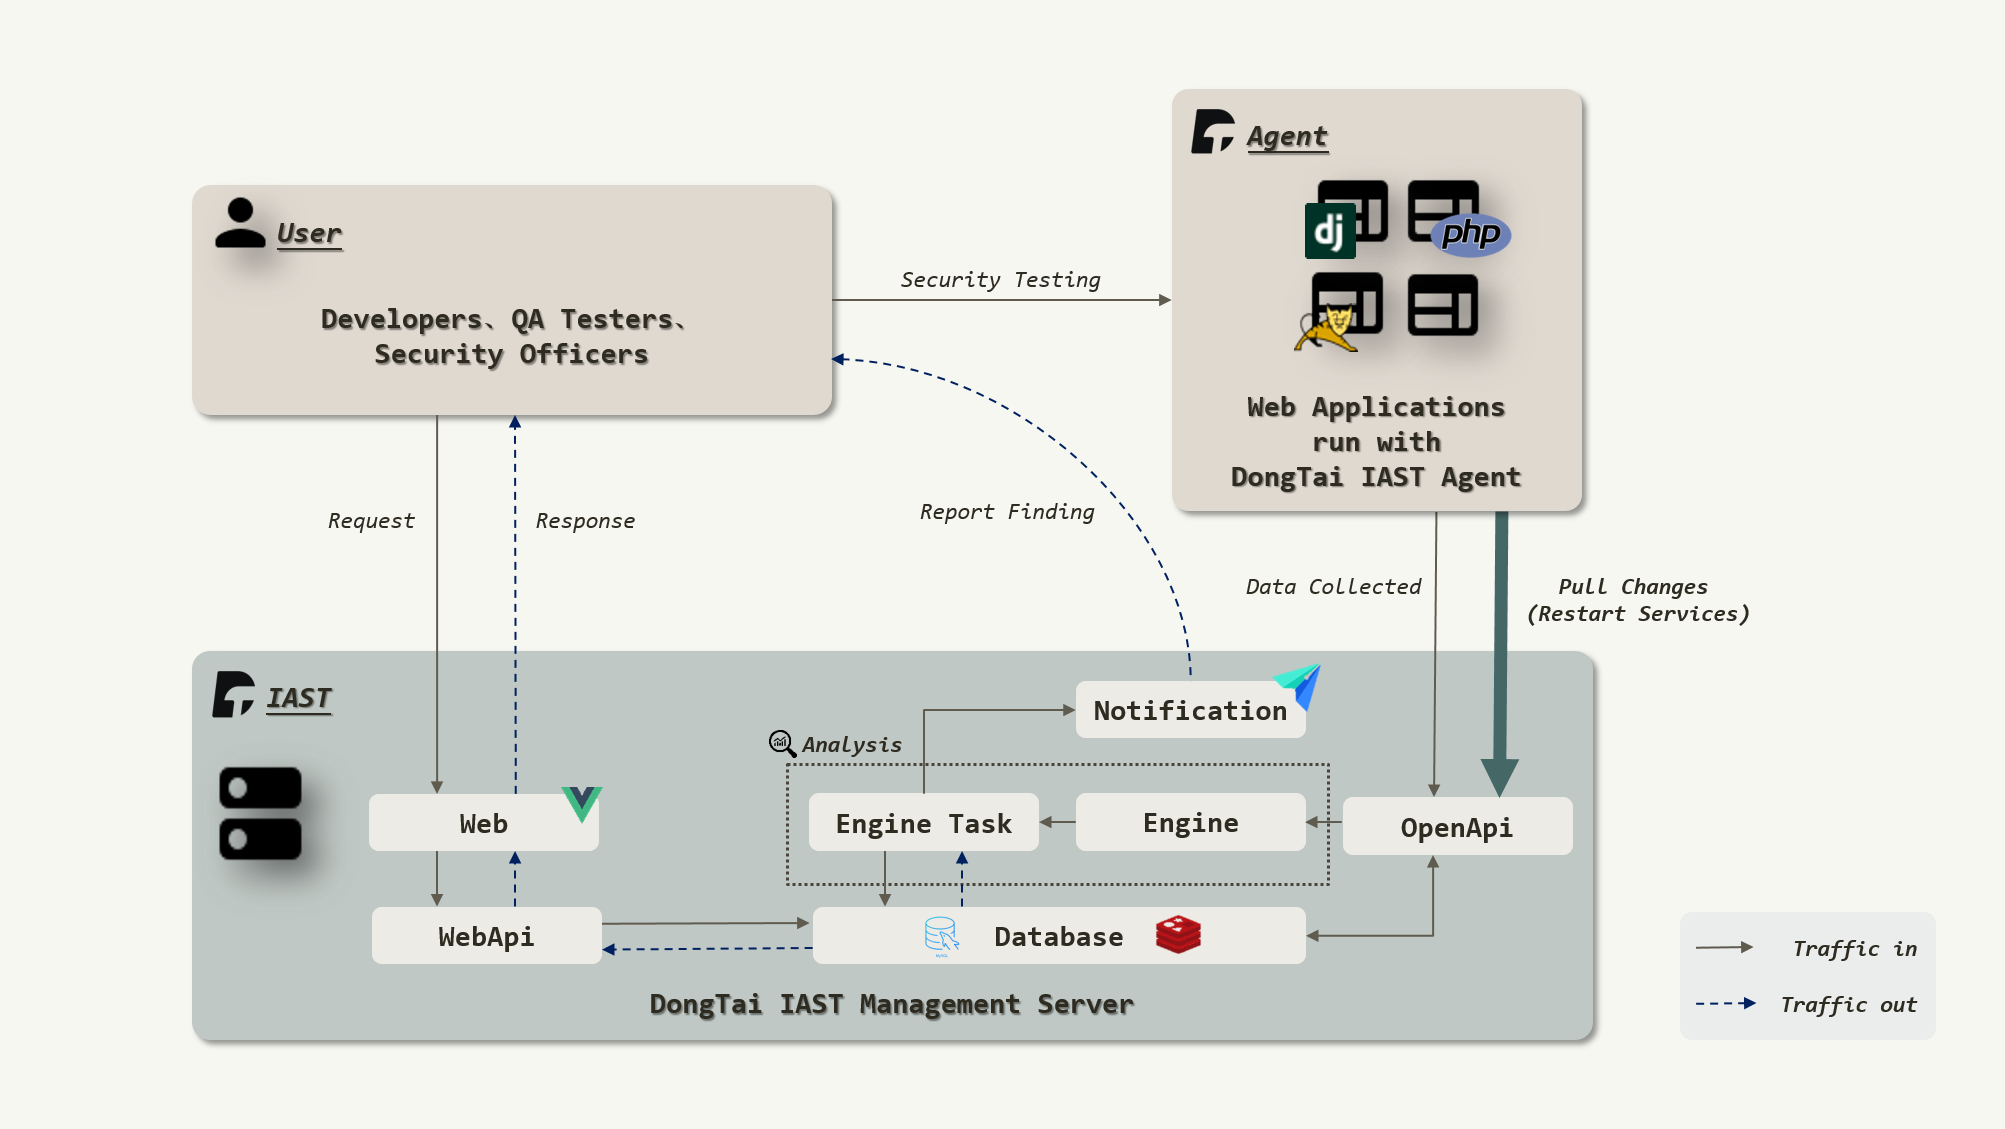 Agent
dj
php
User
Developers、QA Testers、
Security Officers
Security Testing
Web Applications
run with
DongTai IAST Agent
Request
Response
Report Finding
Data Collected
Pull Changes
(Restart Services)
IAST
Notification
Analysis
Web
Engine Task
Engine
OpenApi
WebApi
Database
MySQL
DongTai IAST Management Server
Traffic in
Traffic out